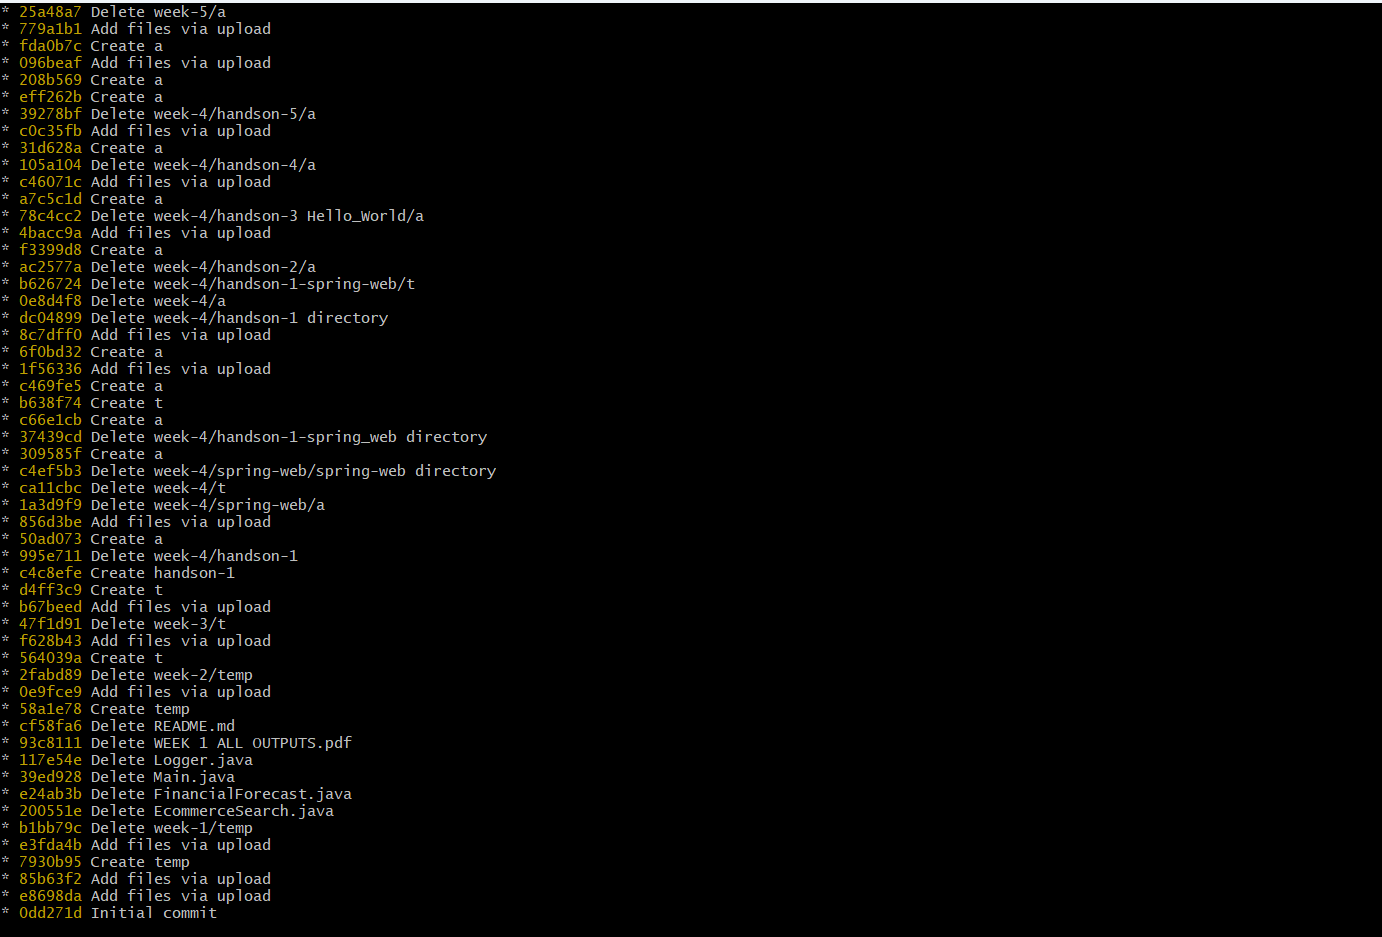 * 25a48a7 Delete week-5/a
* 779a1b1 Add files via upload
* fda0b7c Create a
* 096beaf Add files via upload
* 208b569 Create a
* eff262b Create a
* 39278bf Delete week-4/handson-5/a
* c0c35fb Add files via upload
* 31d628a Create a
* 105a104 Delete week-4/handson-4/a
* c46071c Add files via upload
* a7c5c1d Create a
* 78c4cc2 Delete week-4/handson-3 Hello_World/a
* 4bacc9a Add files via upload
* f3399d8 Create a
* ac2577a Delete week-4/handson-2/a
* b626724 Delete week-4/handson-1-spring-web/t
* 0e8d4f8 Delete week-4/a
* dc04899 Delete week-4/handson-1 directory
* 8c7dff0 Add files via upload
* 6f0bd32 Create a
* 1f56336 Add files via upload
* c469fe5 Create a
* b638f74 Create t
* c66e1cb Create a
* 37439cd Delete week-4/handson-1-spring_web directory
* 309585f Create a
* c4ef5b3 Delete week-4/spring-web/spring-web directory
* ca11cbc Delete week-4/t
* 1a3d9f9 Delete week-4/spring-web/a
* 856d3be Add files via upload
* 50ad073 Create a
* 995e711 Delete week-4/handson-1
* c4c8efe Create handson-1
* d4ff3c9 Create t
* b67beed Add files via upload
* 47f1d91 Delete week-3/t
* f628b43 Add files via upload
* 564039a Create t
* 2fabd89 Delete week-2/temp
* 0e9fce9 Add files via upload
* 58a1e78 Create temp
* cf58fa6 Delete README.md
* 93c8111 Delete WEEK 1 ALL OUTPUTS.pdf
* 117e54e Delete Logger.java
* 39ed928 Delete Main.java
* e24ab3b Delete FinancialForecast.java
* 200551e Delete EcommerceSearch.java
* b1bb79c Delete week-1/temp
* e3fda4b Add files via upload
* 7930b95 Create temp
* 85b63f2 Add files via upload
* e8698da Add files via upload
* 0dd271d Initial commit